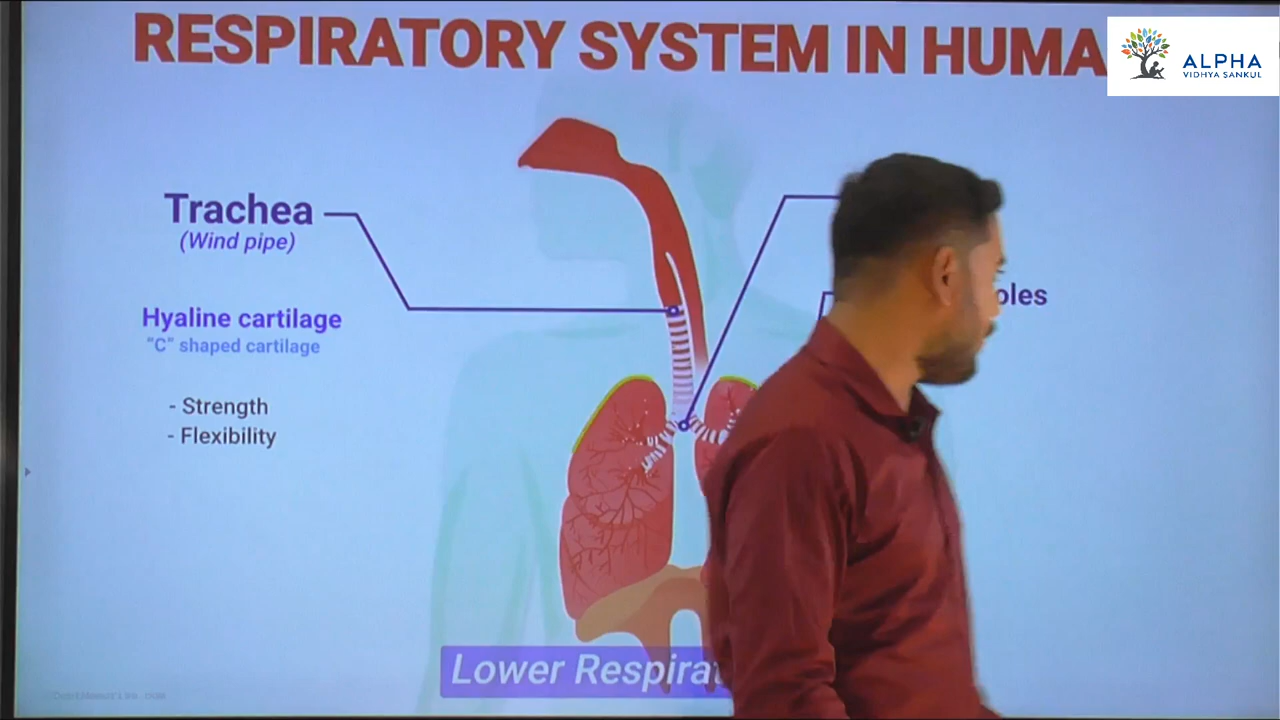 RESPIRATORY SYSTEM IN HUMA
ALPHA
VIDHYA SANKUL
Trachea
(Wind pipe)
oles
Hyaline cartilage
"C" shaped cartilage
- Strength
- Flexibility
Lower Respirat